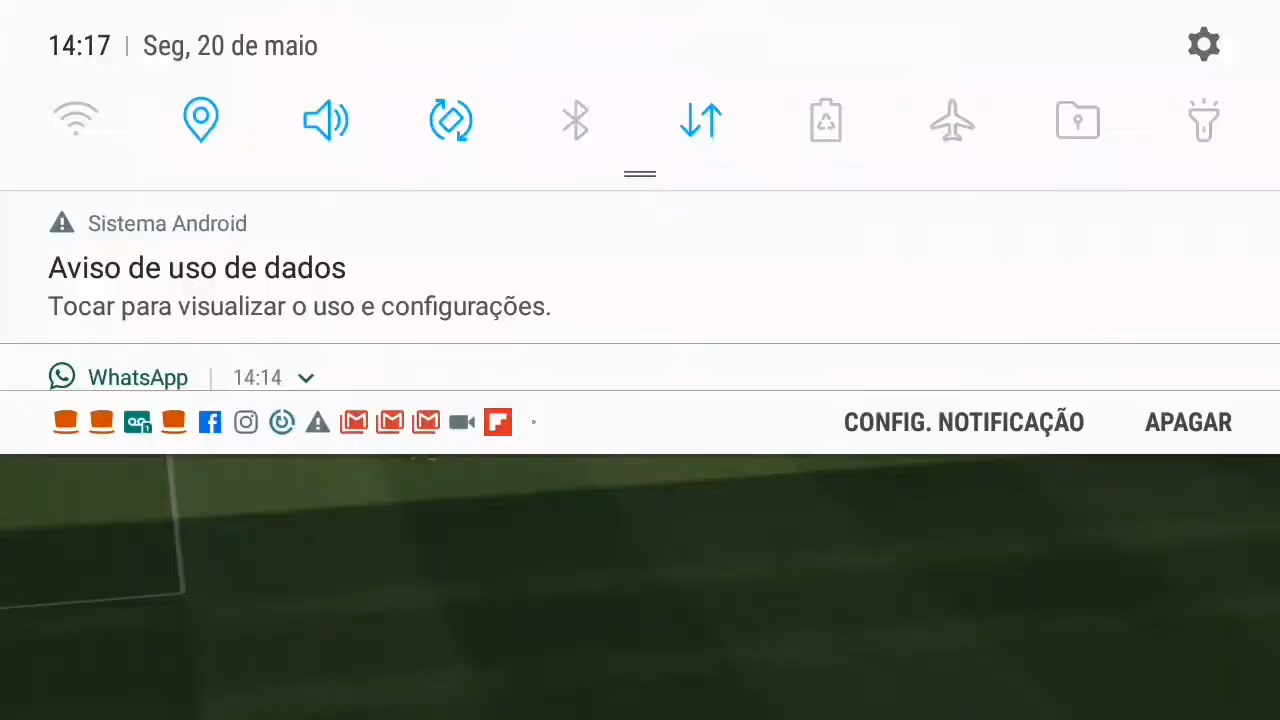 14:17 | Seg, 20 de maio
Sistema Android
Aviso de uso de dados
Tocar para visualizar o uso e configurações.
WhatsApp | 14:14
CONFIG. NOTIFICAÇÃO APAGAR